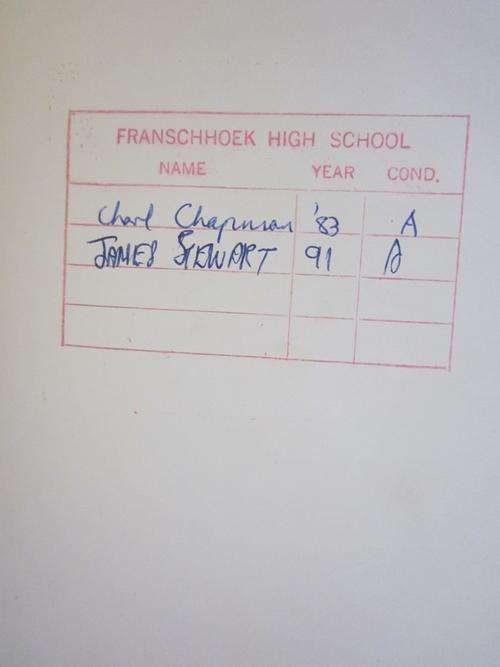 FRANSCHHOEK HIGH SCHOOL
NAME YEAR COND.
Charl Chapman '83 A
JAMES STEWART 91 A